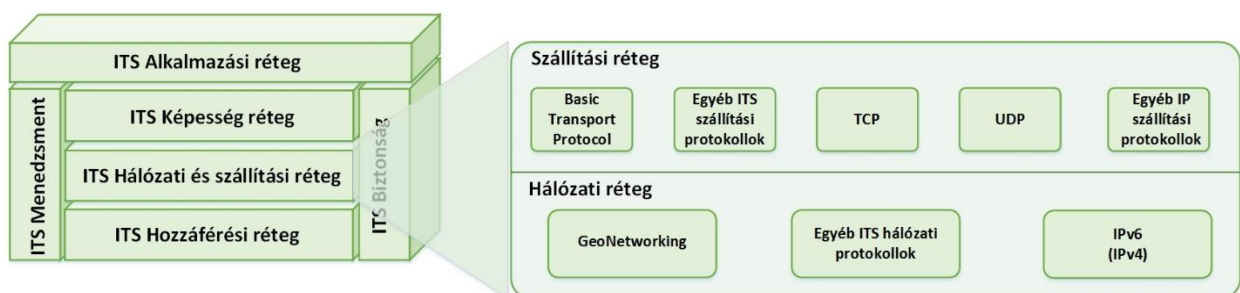 ITS Alkalmazási réteg
ITS Menedzsment
ITS Képesség réteg
ITS Hálózati és szállítási réteg
ITS Hozzáférési réteg
ITS Biztonság
Szállítási réteg
Basic
Transport
Protocol
Egyéb ITS
szállítási
protokollok
TCP
UDP
Egyéb IP
szállítási
protokollok
Hálózati réteg
GeoNetworking
Egyéb ITS hálózati
protokollok
IPv6
(IPv4)